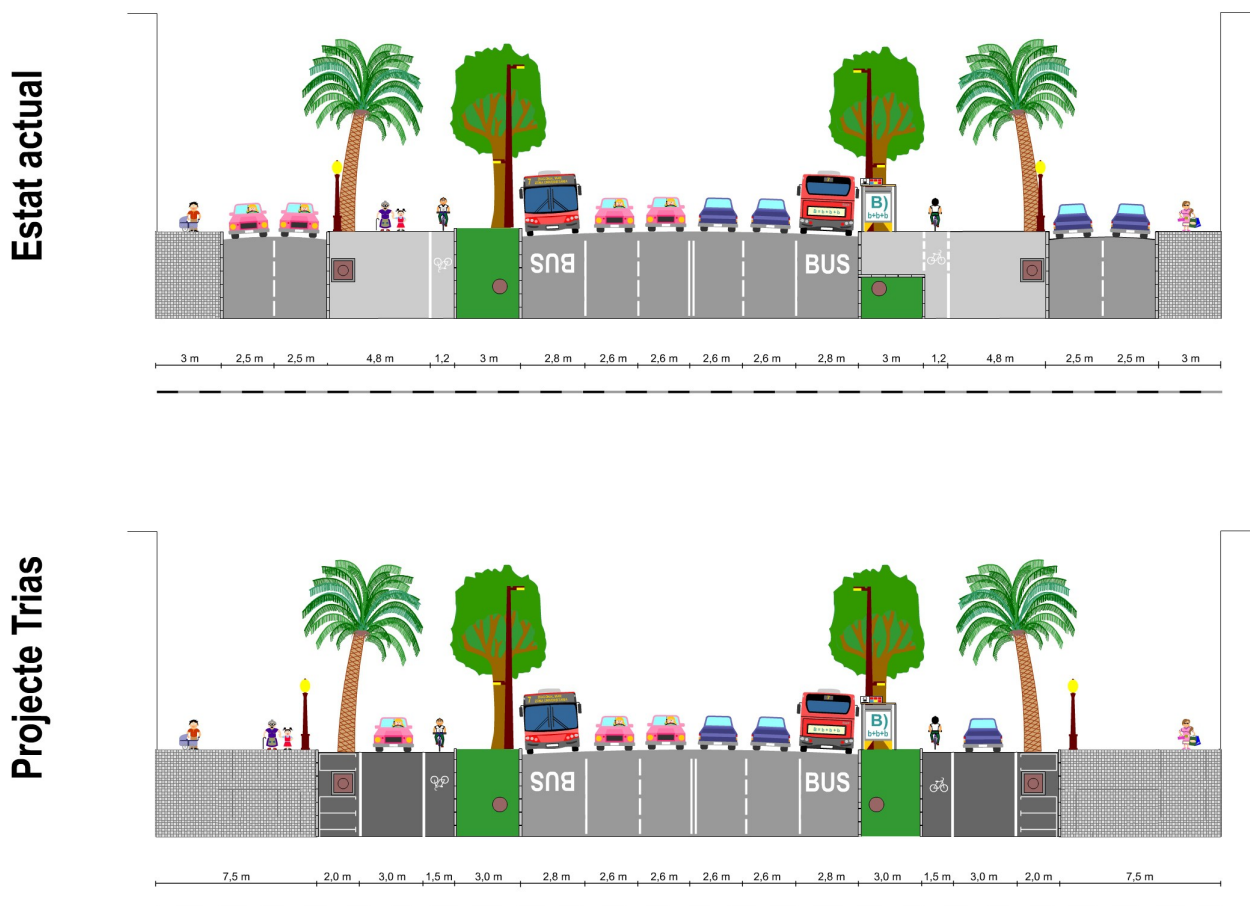 Estat actual
B)
b+b+b
BUS
BUS
3 m 2,5 m 2,5 m 4,8 m 1,2 3 m 2,8 m 2,6 m 2,6 m 2,6 m 2,6 m 2,8 m 3 m 1,2 4,8 m 2,5 m 2,5 m 3 m
Projecte Trias
B)
b+b+b
BUS
BUS
7,5 m 2,0 m 3,0 m 1,5 m 3,0 m 2,8 m 2,6 m 2,6 m 2,6 m 2,6 m 2,8 m 3,0 m 1,5 m 3,0 m 2,0 m 7,5 m